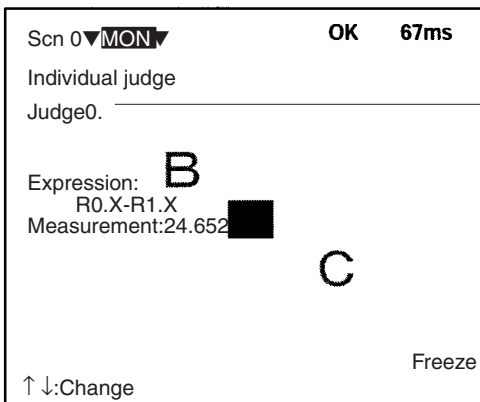 Scn 0▼MON▼ OK 67ms
Individual judge
Judge0.
B
Expression:
R0.X-R1.X
Measurement:24.652
C
Freeze
↑↓:Change